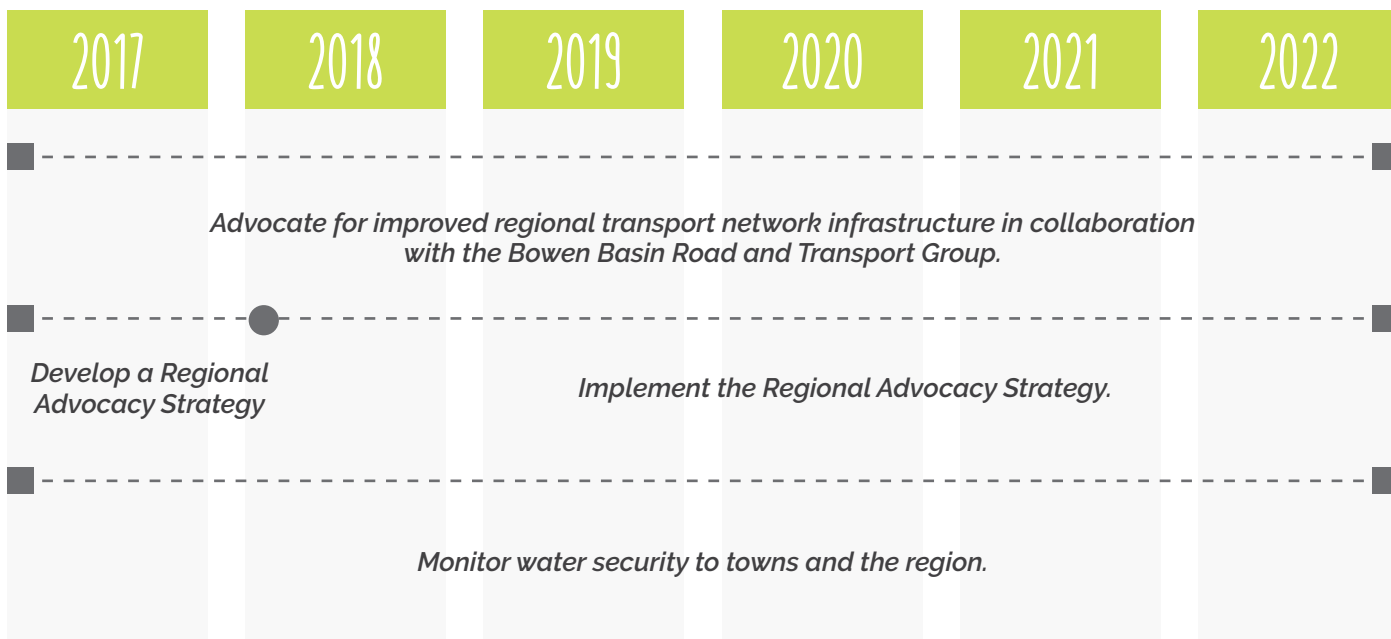 2017
2018
2019
2020
2021
2022
Advocate for improved regional transport network infrastructure in collaboration
with the Bowen Basin Road and Transport Group.
Develop a Regional
Advocacy Strategy
Implement the Regional Advocacy Strategy.
Monitor water security to towns and the region.